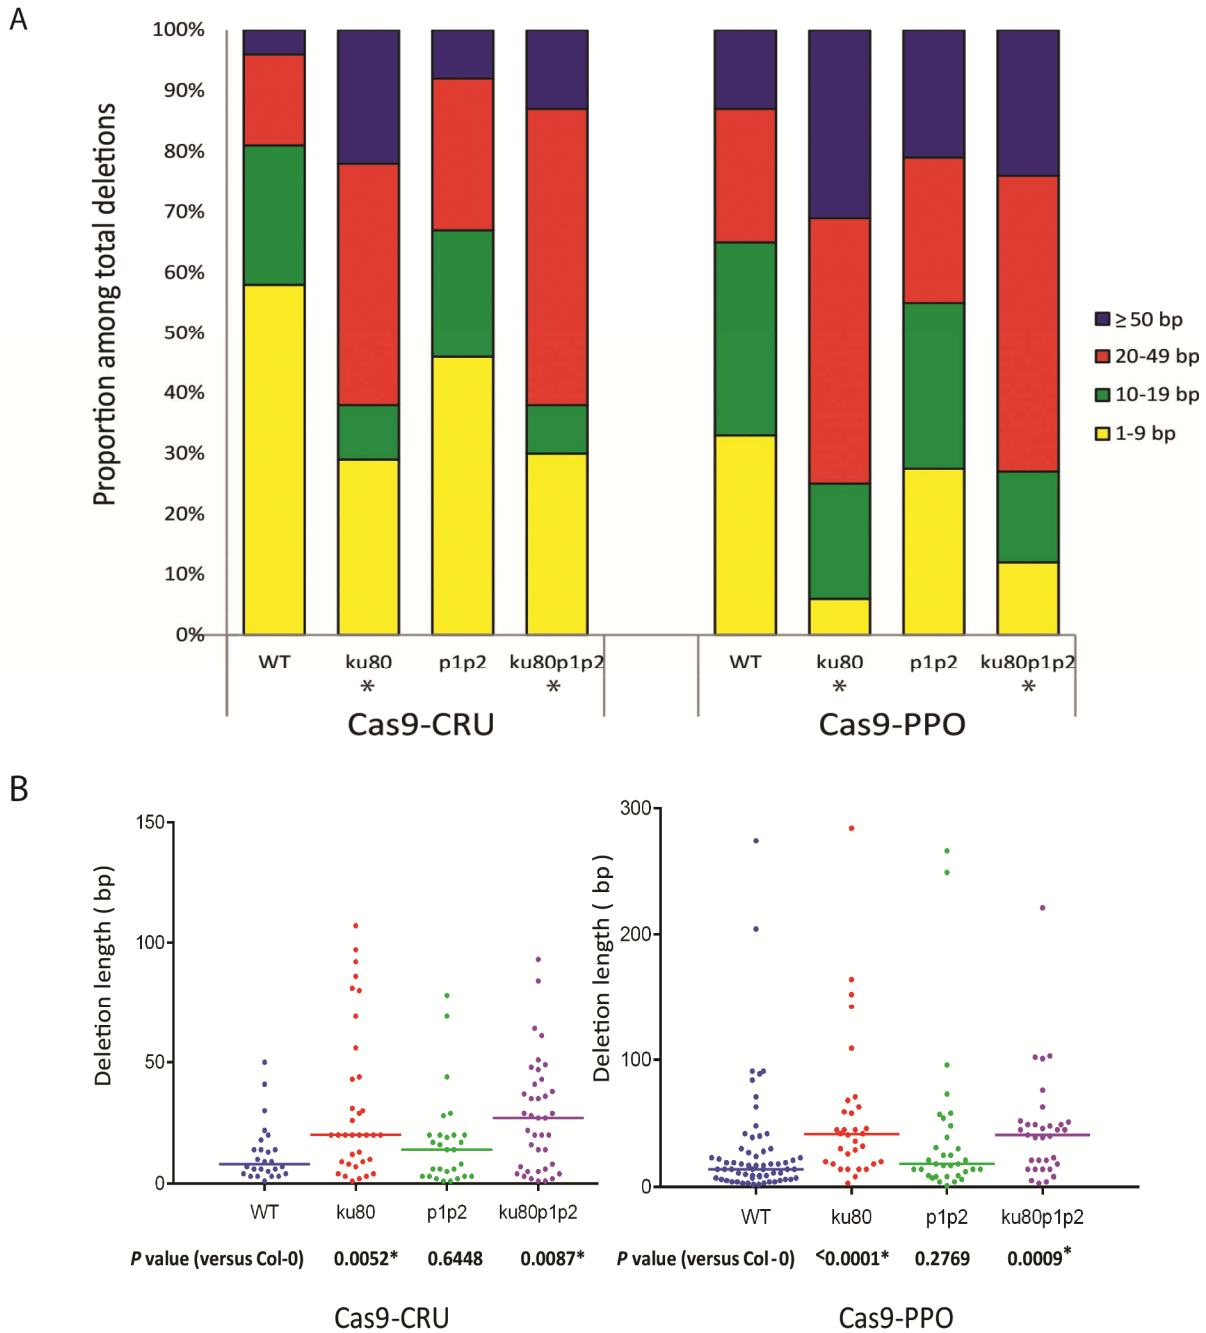 A
Proportion among total deletions
100%
90%
80%
70%
60%
50%
40%
30%
20%
10%
0%
≥50 bp
20-49 bp
10-19 bp
1-9 bp
WT ku80 p1p2 ku80p1p2 WT ku80 p1p2 ku80p1p2
* * * *
Cas9-CRU Cas9-PPO
B
Deletion length ( bp)
150
100
50
0
WT ku80 p1p2 ku80p1p2
P value (versus Col-0) 0.0052* 0.6448 0.0087*
Cas9-CRU
Deletion length ( bp )
300
200
100
0
WT ku80 p1p2 ku80p1p2
P value (versus Col-0) <0.0001* 0.2769 0.0009*
Cas9-PPO